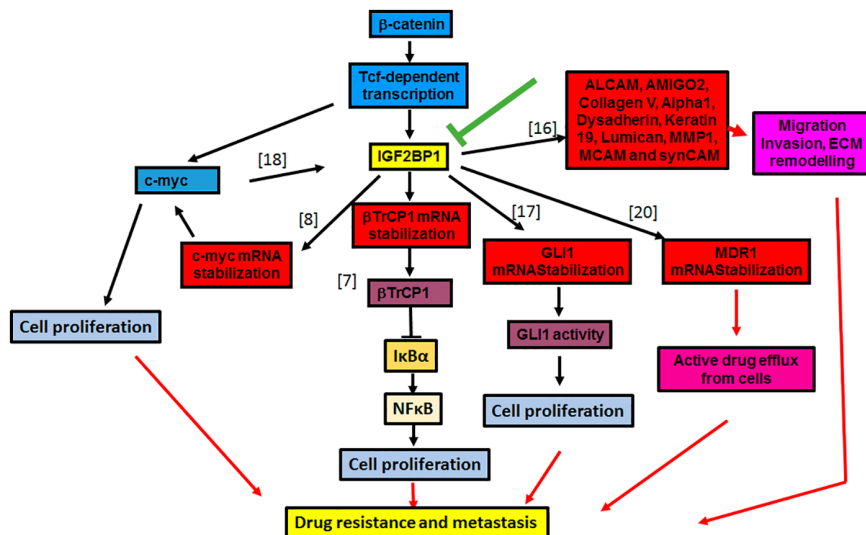 β-catenin
Tcf-dependent
transcription
IGF2BP1
[16]
ALCAM, AMIGO2,
Collagen V, Alpha1,
Dysadherin, Keratin
19, Lumican, MMP1,
MCAM and synCAM
Migration
Invasion, ECM
remodelling
[18]
c-myc
[8]
c-myc mRNA
stabilization
Cell proliferation
βTrCP1 mRNA
stabilization
[7]
βTrCP1
IκBα
NFκB
Cell proliferation
[17]
GLI1
mRNAStabilization
GLI1 activity
Cell proliferation
[20]
MDR1
mRNAStabilization
Active drug efflux
from cells
Drug resistance and metastasis